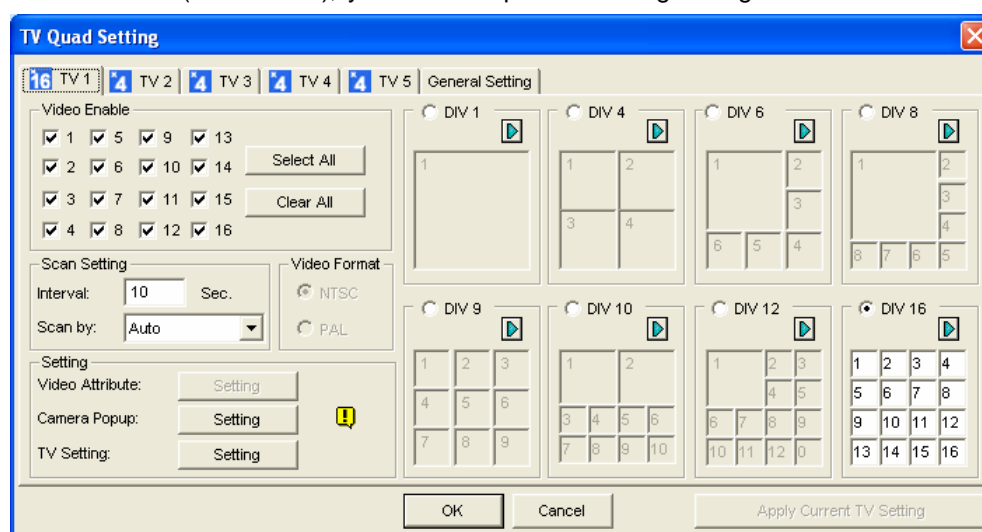 TV Quad Setting
16 TV 1 4 TV 2 4 TV 3 4 TV 4 4 TV 5 General Setting
Video Enable
1 5 9 13
2 6 10 14
3 7 11 15
4 8 12 16
Select All
Clear All
Scan Setting
Interval: 10 Sec.
Scan by: Auto
Video Format
NTSC
PAL
Setting
Video Attribute: Setting
Camera Popup: Setting
TV Setting: Setting
DIV 1
1
DIV 4
1 2
3 4
DIV 6
1 2
3
6 5 4
DIV 8
1 2
3
4
8 7 6 5
DIV 9
1 2 3
4 5 6
7 8 9
DIV 10
1 2
3 4 5 6
7 8 9 10
DIV 12
1 2 3
4 5
6 7 8 9
10 11 12 0
DIV 16
1 2 3 4
5 6 7 8
9 10 11 12
13 14 15 16
OK Cancel Apply Current TV Setting